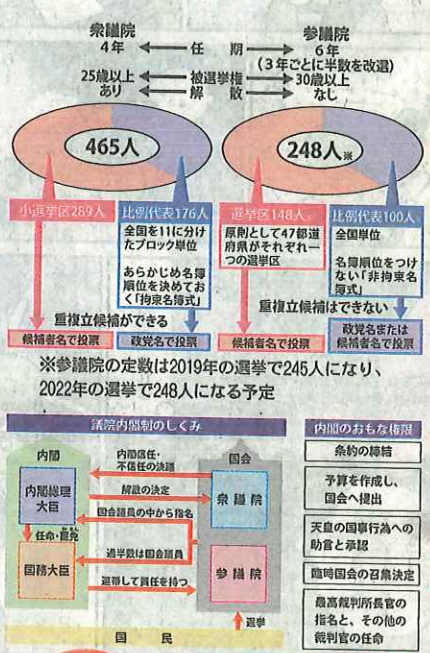 衆議院
4年
任期
参議院
6年
(3年ごとに半数を改選)
25歳以上
被選挙権
30歳以上
あり
解散
なし
465人
248人※
小選挙区289人
比例代表176人
全国を11に分け
たブロック単位
あらかじめ名簿
順位を決めてお
く「拘束名簿式」
重複立候補ができる
候補者名で投票
政党名で投票
選挙区148人
原則として47都道
府県がそれぞれ一
つの選挙区
比例代表100人
全国単位
名簿順位をつけ
ない「非拘束名
簿式」
重複立候補はできない
候補者名で投票
政党名または
候補者名で投票
※参議院の定数は2019年の選挙で245人になり、
2022年の選挙で248人になる予定
議院内閣制のしくみ
内閣
内閣総理
大臣
任命・罷免
国務大臣
内閣信任・
不信任の決議
解散の決定
国会議員の中から指名
過半数は国会議員
連帯して責任を持つ
国会
衆議院
参議院
選挙
国民
内閣のおもな権限
条約の締結
予算を作成し、
国会へ提出
天皇の国事行為への
助言と承認
臨時国会の召集決定
最高裁判所長官の
指名と、その他の
裁判官の任命